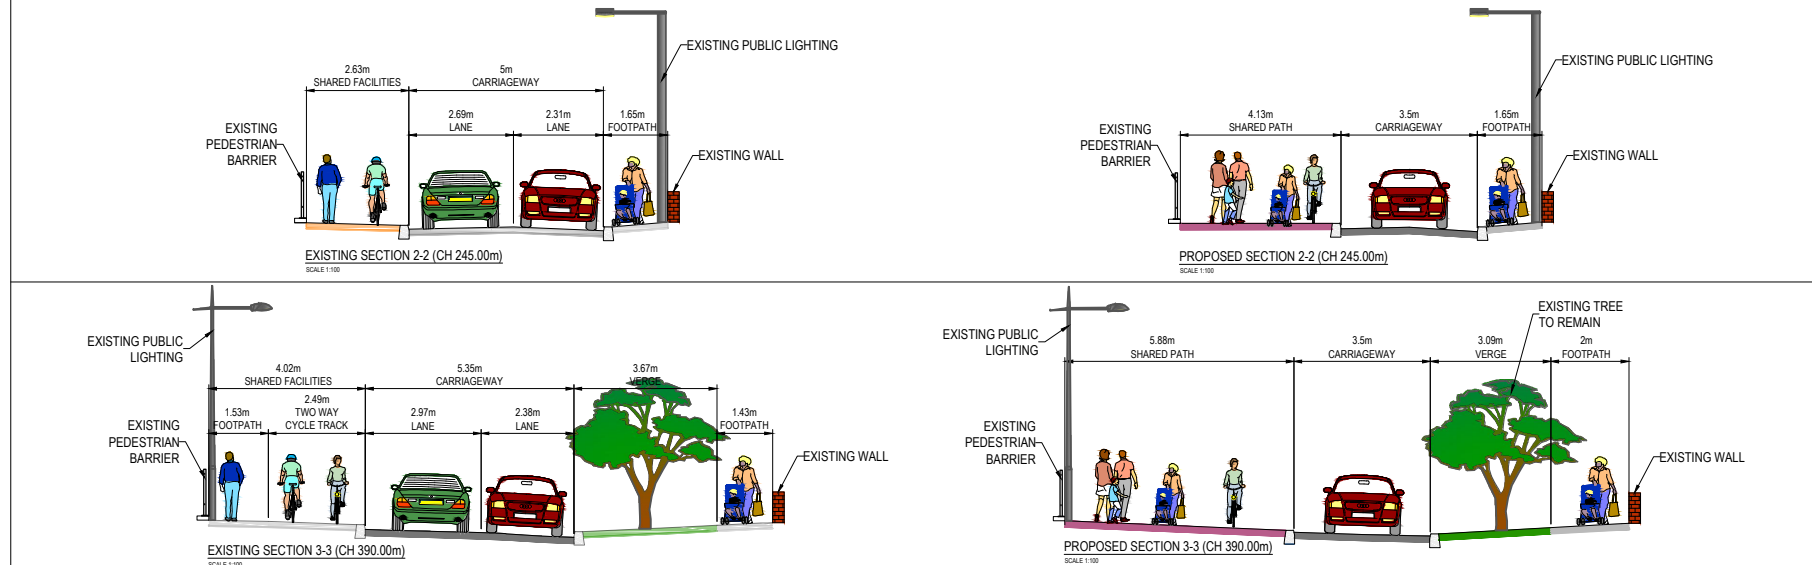 EXISTING PUBLIC LIGHTING
2.63m
SHARED FACILITIES
5m
CARRIAGEWAY
2.69m
LANE
2.31m
LANE
1.65m
FOOTPATH
EXISTING
PEDESTRIAN
BARRIER
EXISTING WALL
EXISTING SECTION 2-2 (CH 245.00m)
SCALE 1:100
EXISTING PUBLIC LIGHTING
4.13m
SHARED PATH
3.5m
CARRIAGEWAY
1.65m
FOOTPATH
EXISTING
PEDESTRIAN
BARRIER
EXISTING WALL
PROPOSED SECTION 2-2 (CH 245.00m)
SCALE 1:100
EXISTING PUBLIC
LIGHTING
4.02m
SHARED FACILITIES
5.35m
CARRIAGEWAY
3.67m
VERGE
1.53m
FOOTPATH
2.49m
TWO WAY
CYCLE TRACK
2.97m
LANE
2.38m
LANE
1.43m
FOOTPATH
EXISTING
PEDESTRIAN
BARRIER
EXISTING WALL
EXISTING SECTION 3-3 (CH 390.00m)
SCALE 1:100
EXISTING TREE
TO REMAIN
EXISTING PUBLIC
LIGHTING
5.88m
SHARED PATH
3.5m
CARRIAGEWAY
3.09m
VERGE
2m
FOOTPATH
EXISTING
PEDESTRIAN
BARRIER
EXISTING WALL
PROPOSED SECTION 3-3 (CH 390.00m)
SCALE 1:100